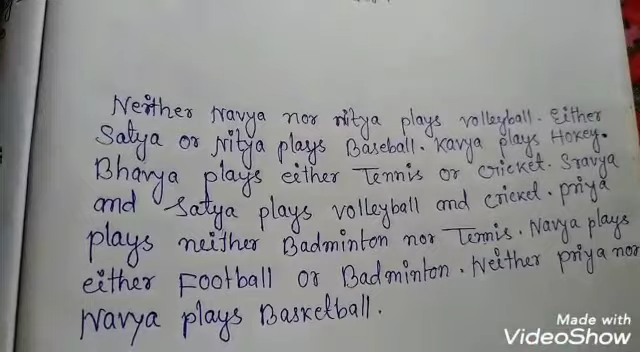 Neither Navya nor Nitya plays volleyball. Either
Satya or Nitya plays Baseball. Kavya plays Hokey.
Bhavya plays either Tennis or cricket. Sravya
and Satya plays volleyball and cricket. priya
plays neither Badminton nor Tennis. Navya plays
either Football or Badminton. Neither priya nor
Navya plays Basketball.
Made with
VideoShow